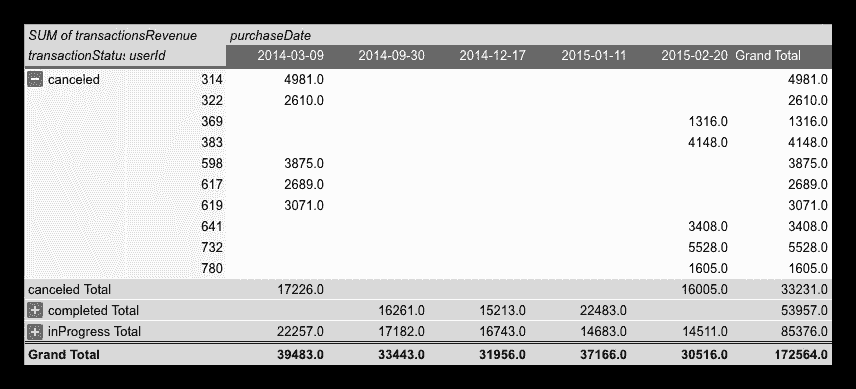 SUM of transactionsRevenue purchaseDate
transactionStatu: userId 2014-03-09 2014-09-30 2014-12-17 2015-01-11 2015-02-20 Grand Total
canceled 314 4981.0 4981.0
322 2610.0 2610.0
369 1316.0 1316.0
383 4148.0 4148.0
598 3875.0 3875.0
617 2689.0 2689.0
619 3071.0 3071.0
641 3408.0 3408.0
732 5528.0 5528.0
780 1605.0 1605.0
canceled Total 17226.0 16005.0 33231.0
completed Total 16261.0 15213.0 22483.0 53957.0
inProgress Total 22257.0 17182.0 16743.0 14683.0 14511.0 85376.0
Grand Total 39483.0 33443.0 31956.0 37166.0 30516.0 172564.0